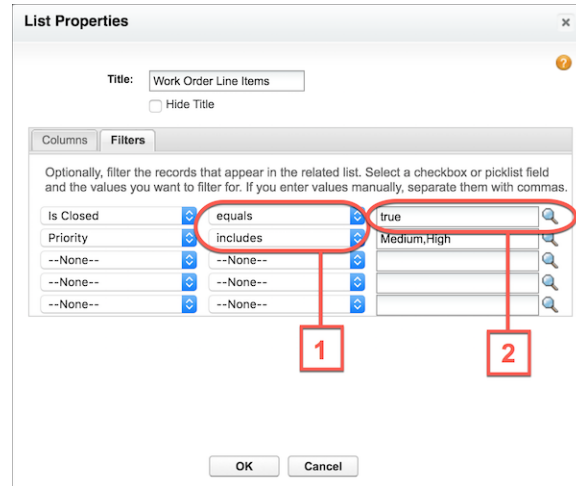 List Properties
x
?
Title: Work Order Line Items
Hide Title
Columns Filters
Optionally, filter the records that appear in the related list. Select a checkbox or picklist field
and the values you want to filter for. If you enter values manually, separate them with commas.
Is Closed equals true
Priority includes Medium,High
--None-- --None--
--None-- --None--
--None-- --None--
1 2
OK Cancel